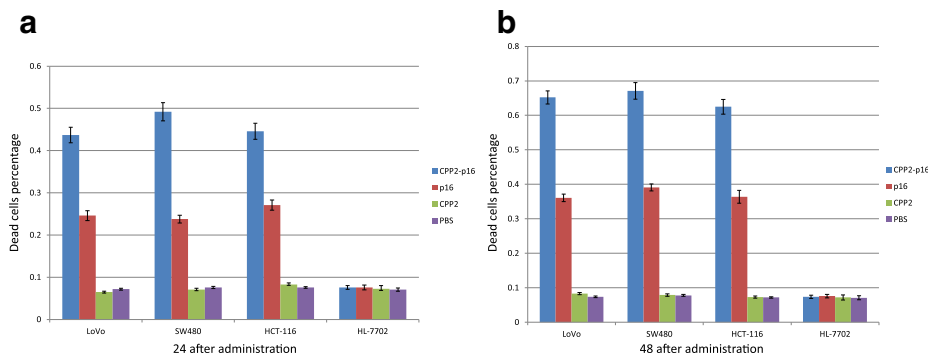 a
Dead cells percentage
0.6
0.5
0.4
0.3
0.2
0.1
0
LoVo SW480 HCT-116 HL-7702
24 after administration
CPP2-p16
p16
CPP2
PBS
b
Dead cells percentage
0.8
0.7
0.6
0.5
0.4
0.3
0.2
0.1
0
LoVo SW480 HCT-116 HL-7702
48 after administration
CPP2-p16
p16
CPP2
PBS